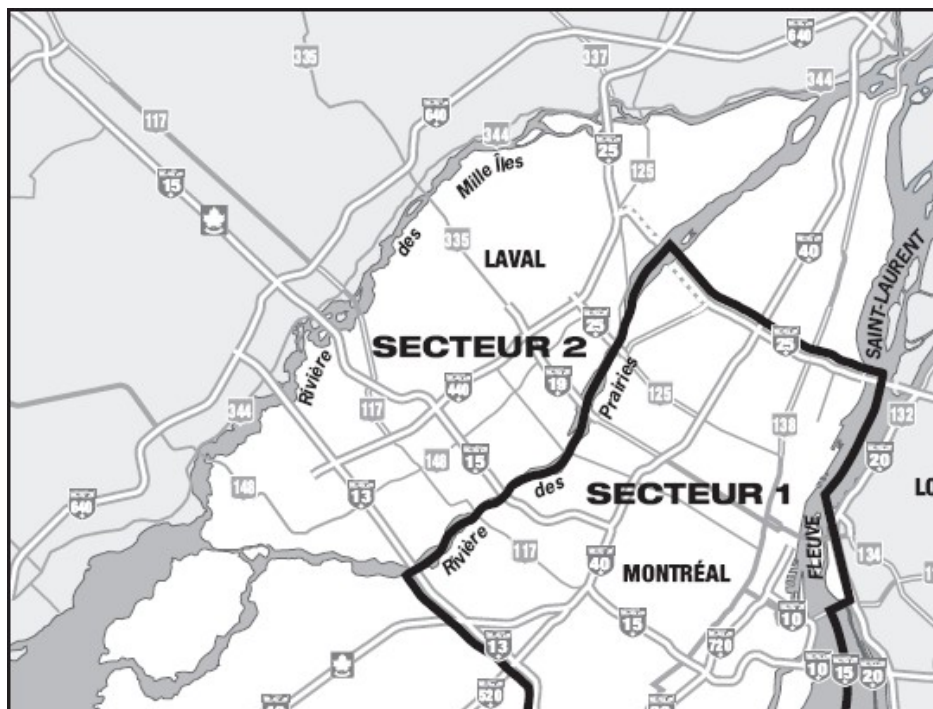 640
335
337
344
117
640
344
25
125
15
Mille Îles
des
335
LAVAL
40
SAINT-LAURENT
SECTEUR 2
25
25
Rivière
440
19
Prairies
125
117
344
132
138
148
15
20
148
13
des
SECTEUR 1
LO
640
Rivière
117
40
MONTRÉAL
FLEUVE
134
10
15
13
720
10
15
20
520